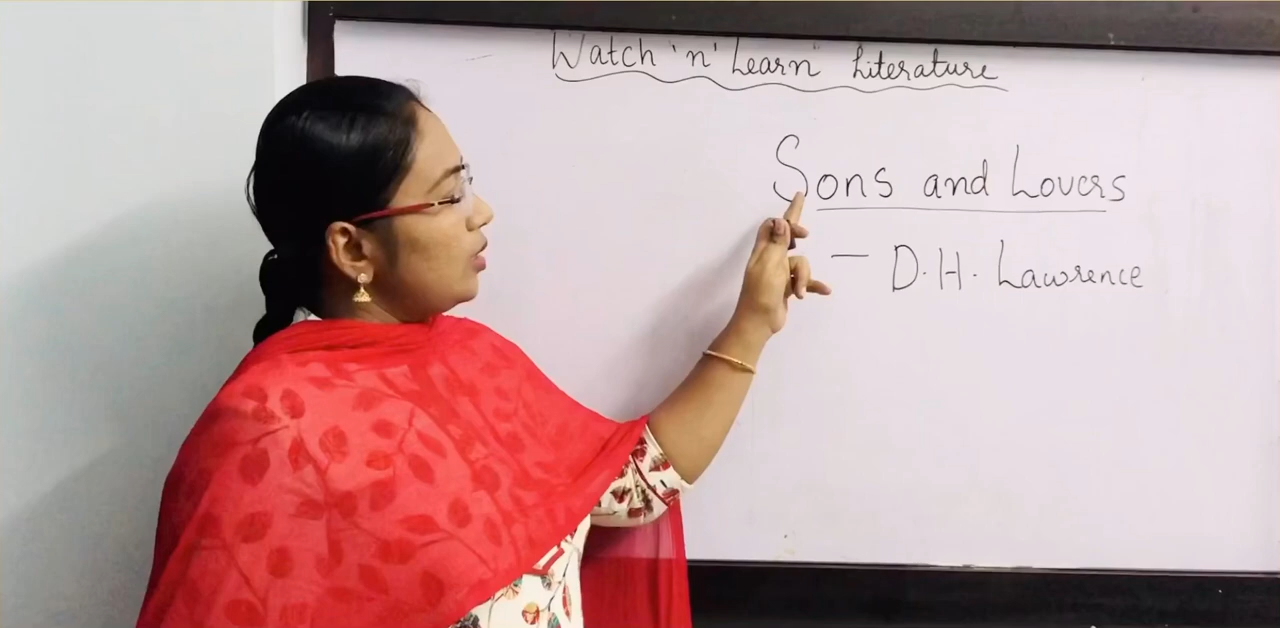 Watch 'n' Learn" Literature
Sons and Lovers
— D.H. Lawrence